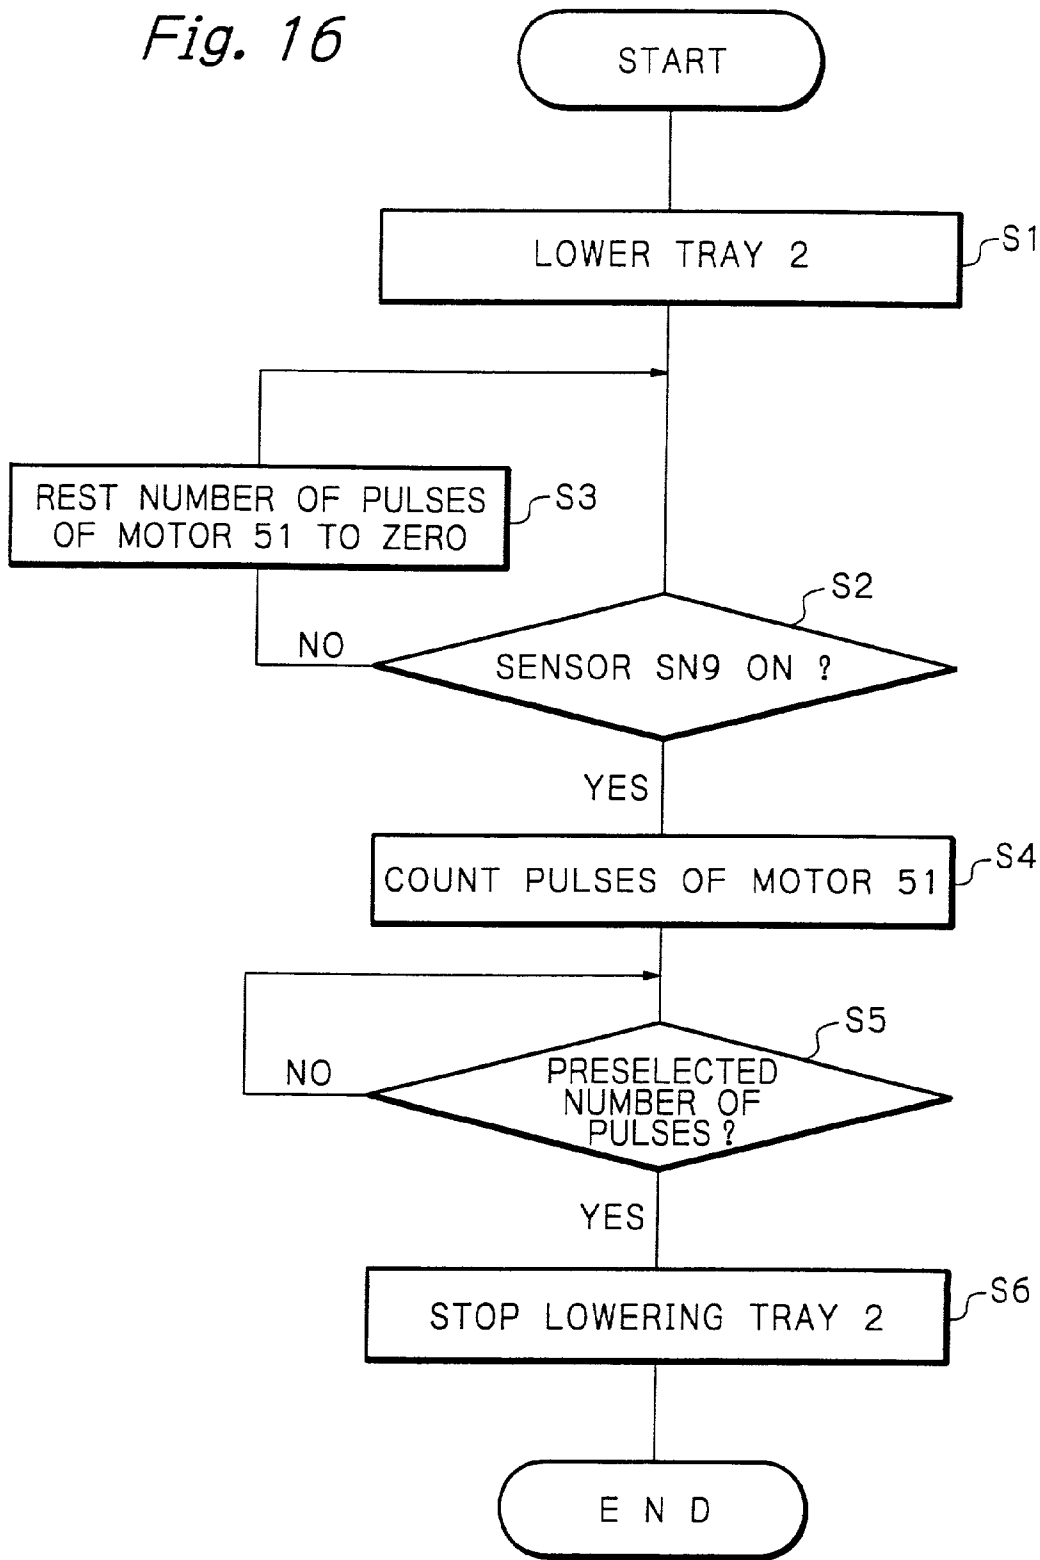 Fig. 16
START
LOWER TRAY 2
S1
REST NUMBER OF PULSES
OF MOTOR 51 TO ZERO
S3
S2
NO
SENSOR SN9 ON ?
YES
COUNT PULSES OF MOTOR 51
S4
S5
NO
PRESELECTED
NUMBER OF
PULSES ?
YES
STOP LOWERING TRAY 2
S6
E N D